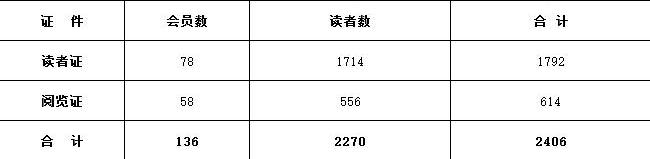 证 件 会员数 读者数 合 计
读者证 78 1714 1792
阅览证 58 556 614
合 计 136 2270 2406